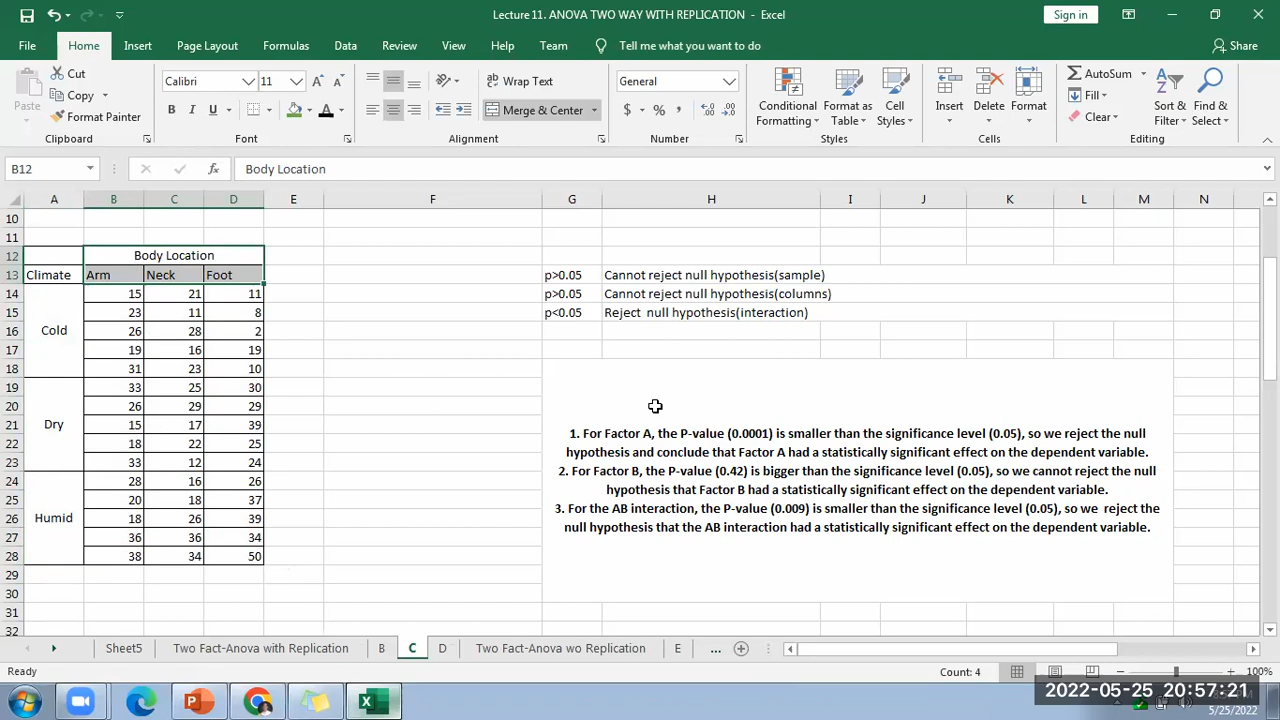 Lecture 11. ANOVA TWO WAY WITH REPLICATION - Excel
Sign in
File Home Insert Page Layout Formulas Data Review View Help Team Tell me what you want to do Share
Paste
Cut
Copy
Format Painter
Clipboard
Calibri 11
B I U
Font
Wrap Text
Merge & Center
Alignment
General
$ % ,
Number
Conditional Formatting
Format as Table
Cell Styles
Styles
Insert
Delete
Format
Cells
AutoSum
Fill
Clear
Sort & Filter
Find & Select
Editing
B12 fx Body Location
A B C D E F G H I J K L M N
10
11
12 Body Location
13 Climate Arm Neck Foot p>0.05 Cannot reject null hypothesis(sample)
14 15 21 11 p>0.05 Cannot reject null hypothesis(columns)
15 23 11 8 p<0.05 Reject null hypothesis(interaction)
16 Cold 26 28 2
17 19 16 19
18 31 23 10
19 33 25 30
20 26 29 29
21 Dry 15 17 39
22 18 22 25
23 33 12 24
24 28 16 26
25 20 18 37
26 Humid 18 26 39
27 36 36 34
28 38 34 50
29
30
31
32
1. For Factor A, the P-value (0.0001) is smaller than the significance level (0.05), so we reject the null
hypothesis and conclude that Factor A had a statistically significant effect on the dependent variable.
2. For Factor B, the P-value (0.42) is bigger than the significance level (0.05), so we cannot reject the null
hypothesis that Factor B had a statistically significant effect on the dependent variable.
3. For the AB interaction, the P-value (0.009) is smaller than the significance level (0.05), so we reject the
null hypothesis that the AB interaction had a statistically significant effect on the dependent variable.
Sheet5 Two Fact-Anova with Replication B C D Two Fact-Anova wo Replication E ...
Ready Count: 4 100%
2022-05-25 20:57:21
5/25/2022